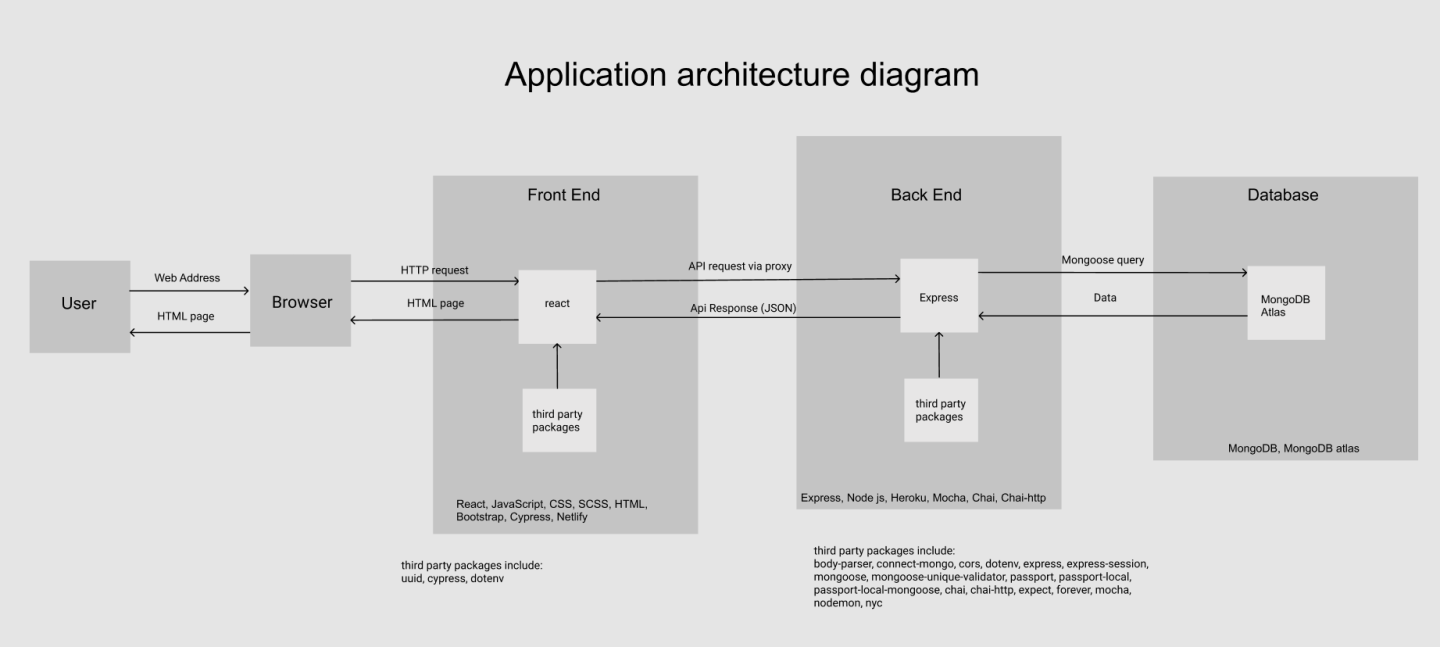 Application architecture diagram
Front End
Back End
Database
User
Web Address
HTML page
Browser
HTTP request
HTML page
react
API request via proxy
Api Response (JSON)
Express
Mongoose query
Data
MongoDB
Atlas
third party
packages
third party
packages
React, JavaScript, CSS, SCSS, HTML,
Bootstrap, Cypress, Netlify
Express, Node js, Heroku, Mocha, Chai, Chai-http
MongoDB, MongoDB atlas
third party packages include:
uuid, cypress, dotenv
third party packages include:
body-parser, connect-mongo, cors, dotenv, express, express-session,
mongoose, mongoose-unique-validator, passport, passport-local,
passport-local-mongoose, chai, chai-http, expect, forever, mocha,
nodemon, nyc